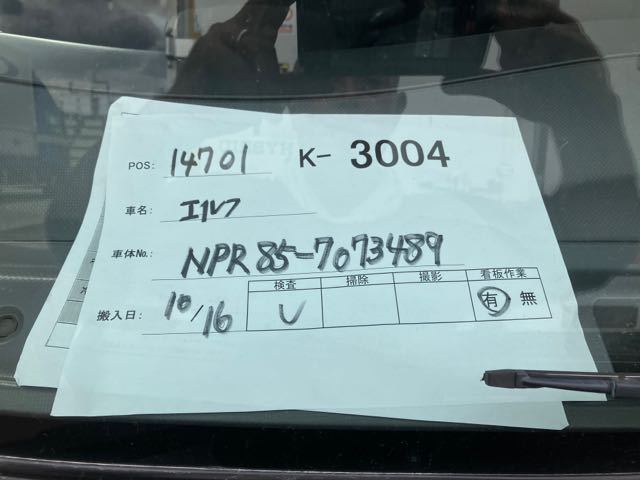 POS: 14701 K- 3004
車名: エルフ
車体No.: NPR85-7073489
検査 掃除 撮影 看板作業
搬入日: 10/16 レ 有 無